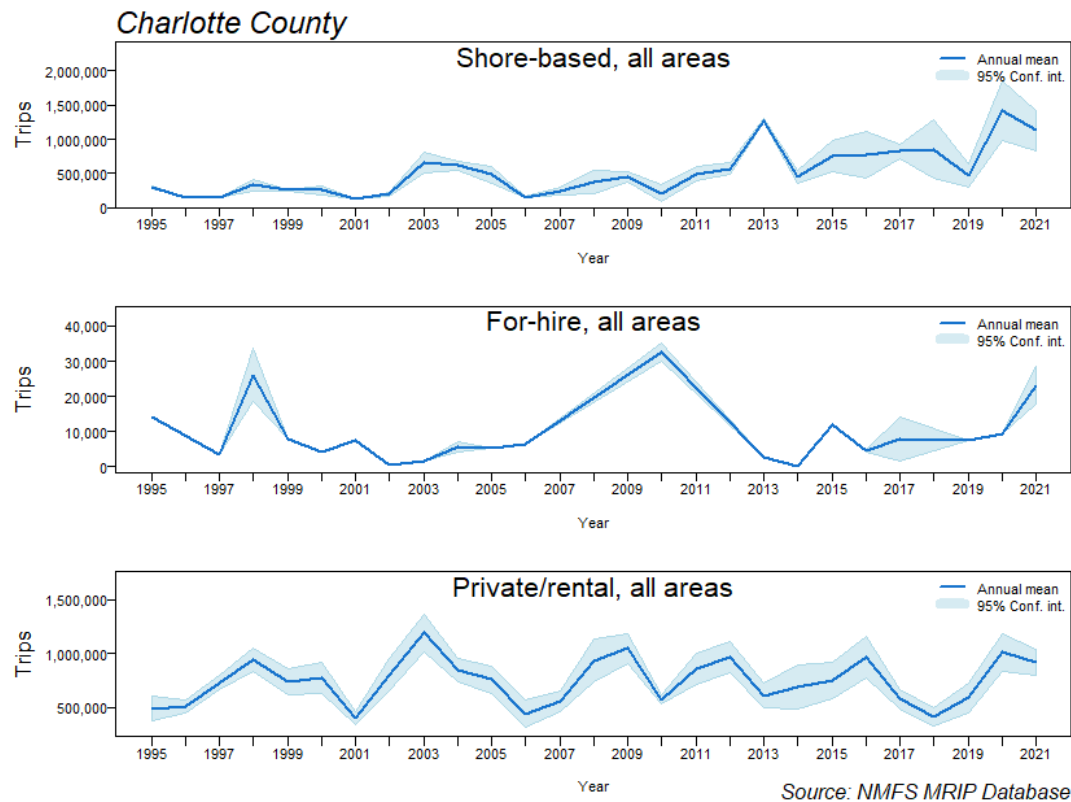 Charlotte County
Shore-based, all areas
Annual mean
95% Conf. int.
Trips
2,000,000
1,500,000
1,000,000
500,000
0
1995 1997 1999 2001 2003 2005 2007 2009 2011 2013 2015 2017 2019 2021
Year
For-hire, all areas
Annual mean
95% Conf. int.
Trips
40,000
30,000
20,000
10,000
0
1995 1997 1999 2001 2003 2005 2007 2009 2011 2013 2015 2017 2019 2021
Year
Private/rental, all areas
Annual mean
95% Conf. int.
Trips
1,500,000
1,000,000
500,000
1995 1997 1999 2001 2003 2005 2007 2009 2011 2013 2015 2017 2019 2021
Year
Source: NMFS MRIP Database